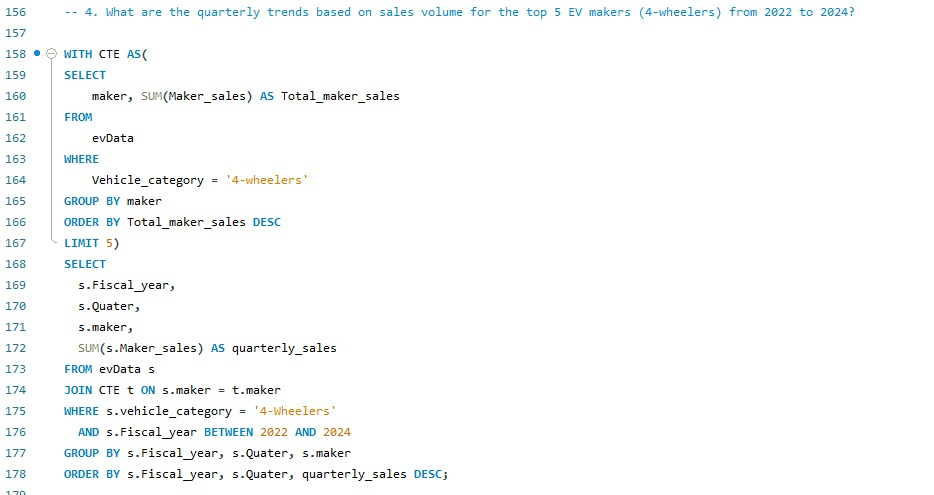 156 -- 4. What are the quarterly trends based on sales volume for the top 5 EV makers (4-wheelers) from 2022 to 2024?
157
158 WITH CTE AS(
159 SELECT
160 maker, SUM(Maker_sales) AS Total_maker_sales
161 FROM
162 evData
163 WHERE
164 Vehicle_category = '4-wheelers'
165 GROUP BY maker
166 ORDER BY Total_maker_sales DESC
167 LIMIT 5)
168 SELECT
169 s.Fiscal_year,
170 s.Quater,
171 s.maker,
172 SUM(s.Maker_sales) AS quarterly_sales
173 FROM evData s
174 JOIN CTE t ON s.maker = t.maker
175 WHERE s.vehicle_category = '4-Wheelers'
176 AND s.Fiscal_year BETWEEN 2022 AND 2024
177 GROUP BY s.Fiscal_year, s.Quater, s.maker
178 ORDER BY s.Fiscal_year, s.Quater, quarterly_sales DESC;
179